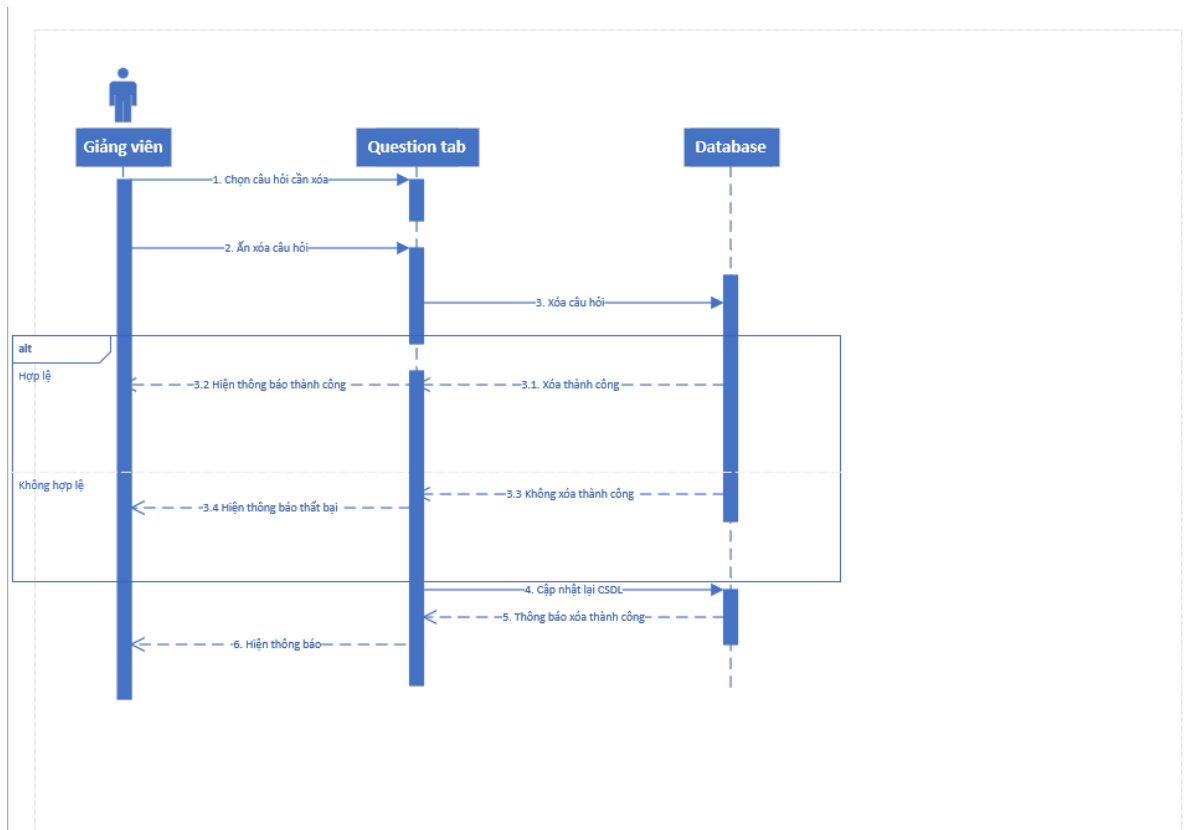 Giảng viên
Question tab
Database
1. Chọn câu hỏi cần xóa
2. Ấn xóa câu hỏi
3. Xóa câu hỏi
alt
Hợp lệ
3.2 Hiện thông báo thành công
3.1. Xóa thành công
Không hợp lệ
3.3 Không xóa thành công
3.4 Hiện thông báo thất bại
4. Cập nhật lại CSDL
5. Thông báo xóa thành công
6. Hiện thông báo